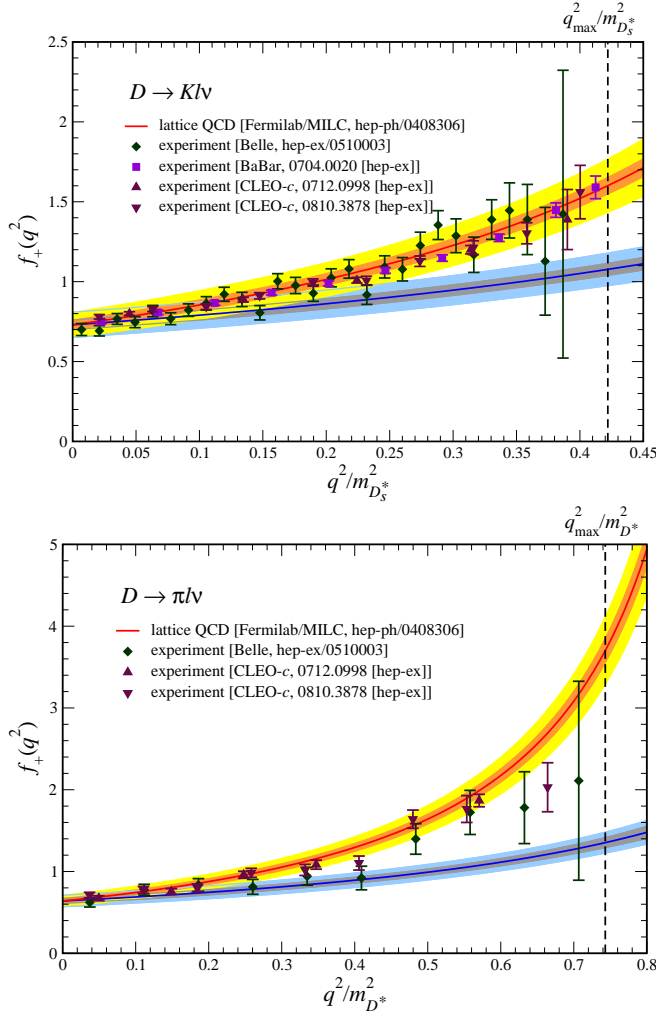 q²max/m²D_s*
2.5
2
1.5
1
0.5
0
f₊(q²)
D → Klν
lattice QCD [Fermilab/MILC, hep-ph/0408306]
experiment [Belle, hep-ex/0510003]
experiment [BaBar, 0704.0020 [hep-ex]]
experiment [CLEO-c, 0712.0998 [hep-ex]]
experiment [CLEO-c, 0810.3878 [hep-ex]]
0 0.05 0.1 0.15 0.2 0.25 0.3 0.35 0.4 0.45
q²/m²D_s*
q²max/m²D*
5
4
3
2
1
0
f₊(q²)
D → πlν
lattice QCD [Fermilab/MILC, hep-ph/0408306]
experiment [Belle, hep-ex/0510003]
experiment [CLEO-c, 0712.0998 [hep-ex]]
experiment [CLEO-c, 0810.3878 [hep-ex]]
0 0.1 0.2 0.3 0.4 0.5 0.6 0.7 0.8
q²/m²D*